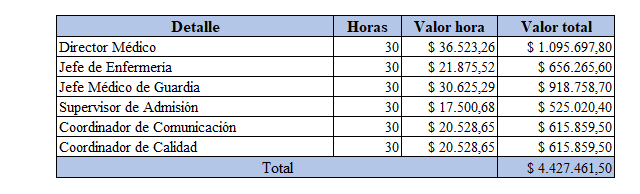 Detalle Horas Valor hora Valor total
Director Médico 30 $ 36.523,26 $ 1.095.697,80
Jefe de Enfermería 30 $ 21.875,52 $ 656.265,60
Jefe Médico de Guardia 30 $ 30.625,29 $ 918.758,70
Supervisor de Admisión 30 $ 17.500,68 $ 525.020,40
Coordinador de Comunicación 30 $ 20.528,65 $ 615.859,50
Coordinador de Calidad 30 $ 20.528,65 $ 615.859,50
Total $ 4.427.461,50